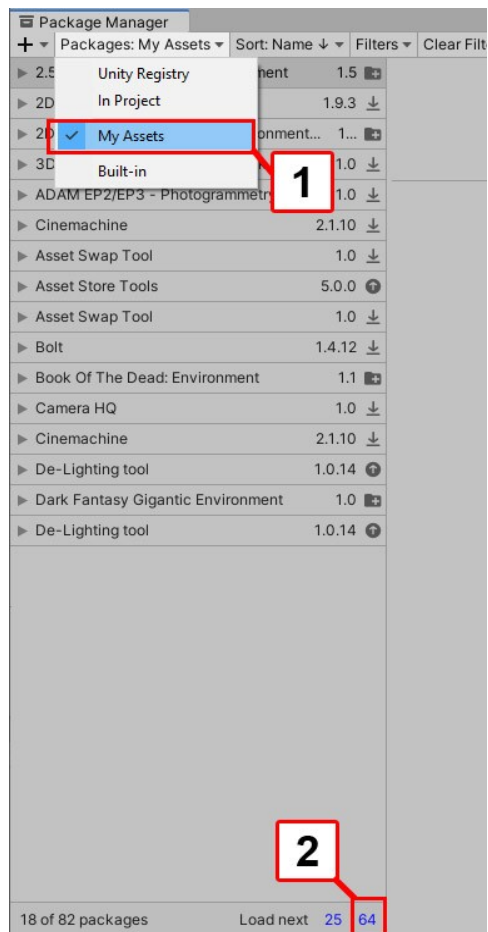 Package Manager
+ Packages: My Assets Sort: Name ↓ Filters Clear Filt
2.5 ment 1.5
Unity Registry
2D 1.9.3
In Project
2D onment... 1...
My Assets
3D 1.0
Built-in
1
ADAM EP2/EP3 - Photogrammetry 1.0
Cinemachine 2.1.10
Asset Swap Tool 1.0
Asset Store Tools 5.0.0
Asset Swap Tool 1.0
Bolt 1.4.12
Book Of The Dead: Environment 1.1
Camera HQ 1.0
Cinemachine 2.1.10
De-Lighting tool 1.0.14
Dark Fantasy Gigantic Environment 1.0
De-Lighting tool 1.0.14
2
18 of 82 packages Load next 25 64